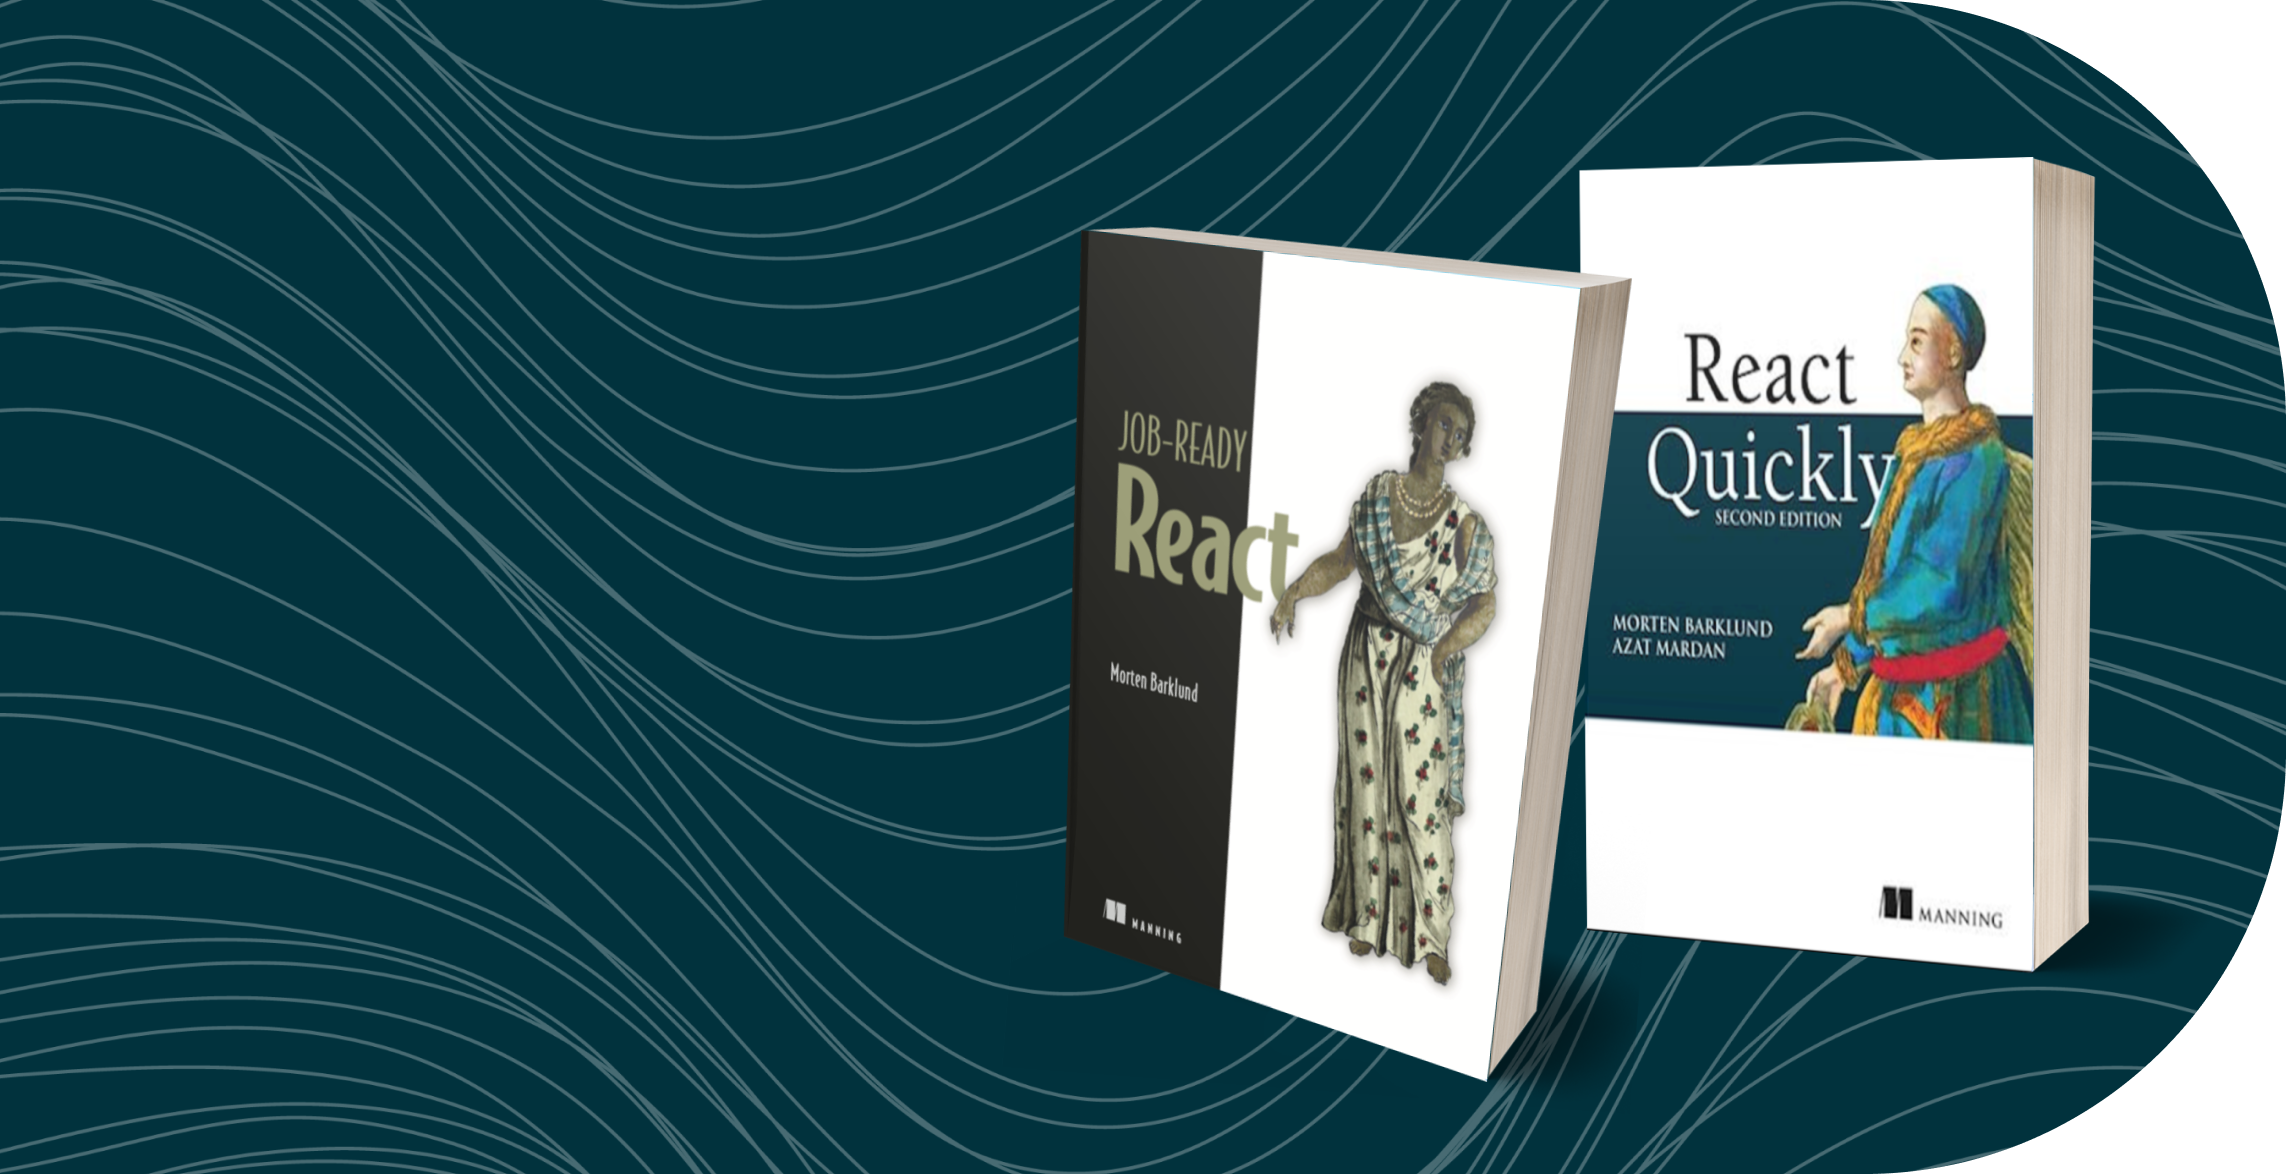 JOB-READY
React
Morten Barklund
MANNING
React
Quickly
SECOND EDITION
MORTEN BARKLUND
AZAT MARDAN
MANNING